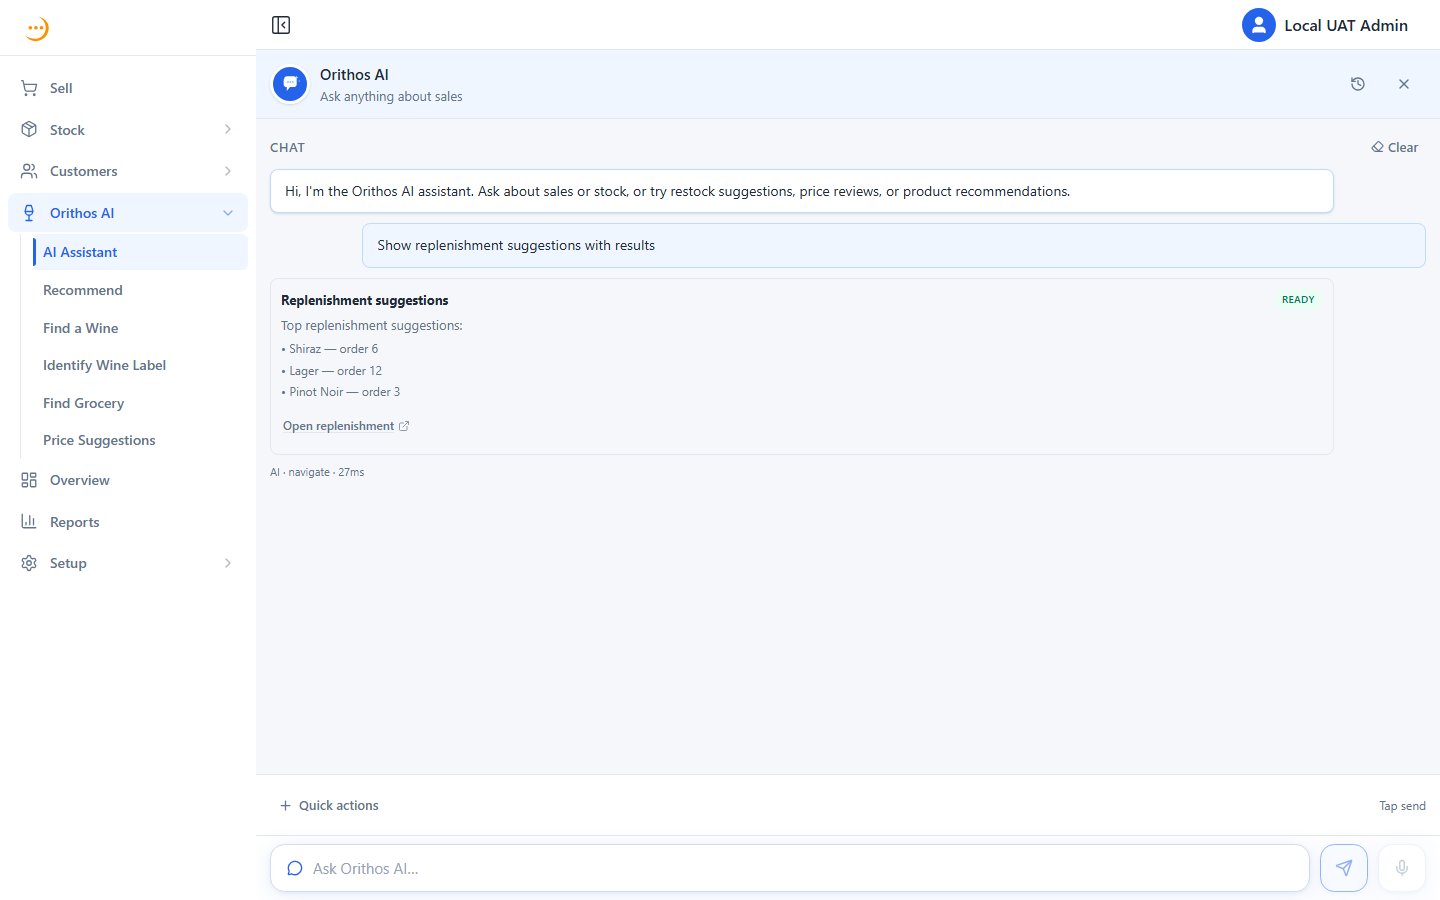 Local UAT Admin
Sell
Stock
Customers
Orithos AI
AI Assistant
Recommend
Find a Wine
Identify Wine Label
Find Grocery
Price Suggestions
Overview
Reports
Setup
Orithos AI
Ask anything about sales
CHAT
Clear
Hi, I'm the Orithos AI assistant. Ask about sales or stock, or try restock suggestions, price reviews, or product recommendations.
Show replenishment suggestions with results
Replenishment suggestions
READY
Top replenishment suggestions:
• Shiraz — order 6
• Lager — order 12
• Pinot Noir — order 3
Open replenishment
AI · navigate · 27ms
Quick actions
Tap send
Ask Orithos AI...